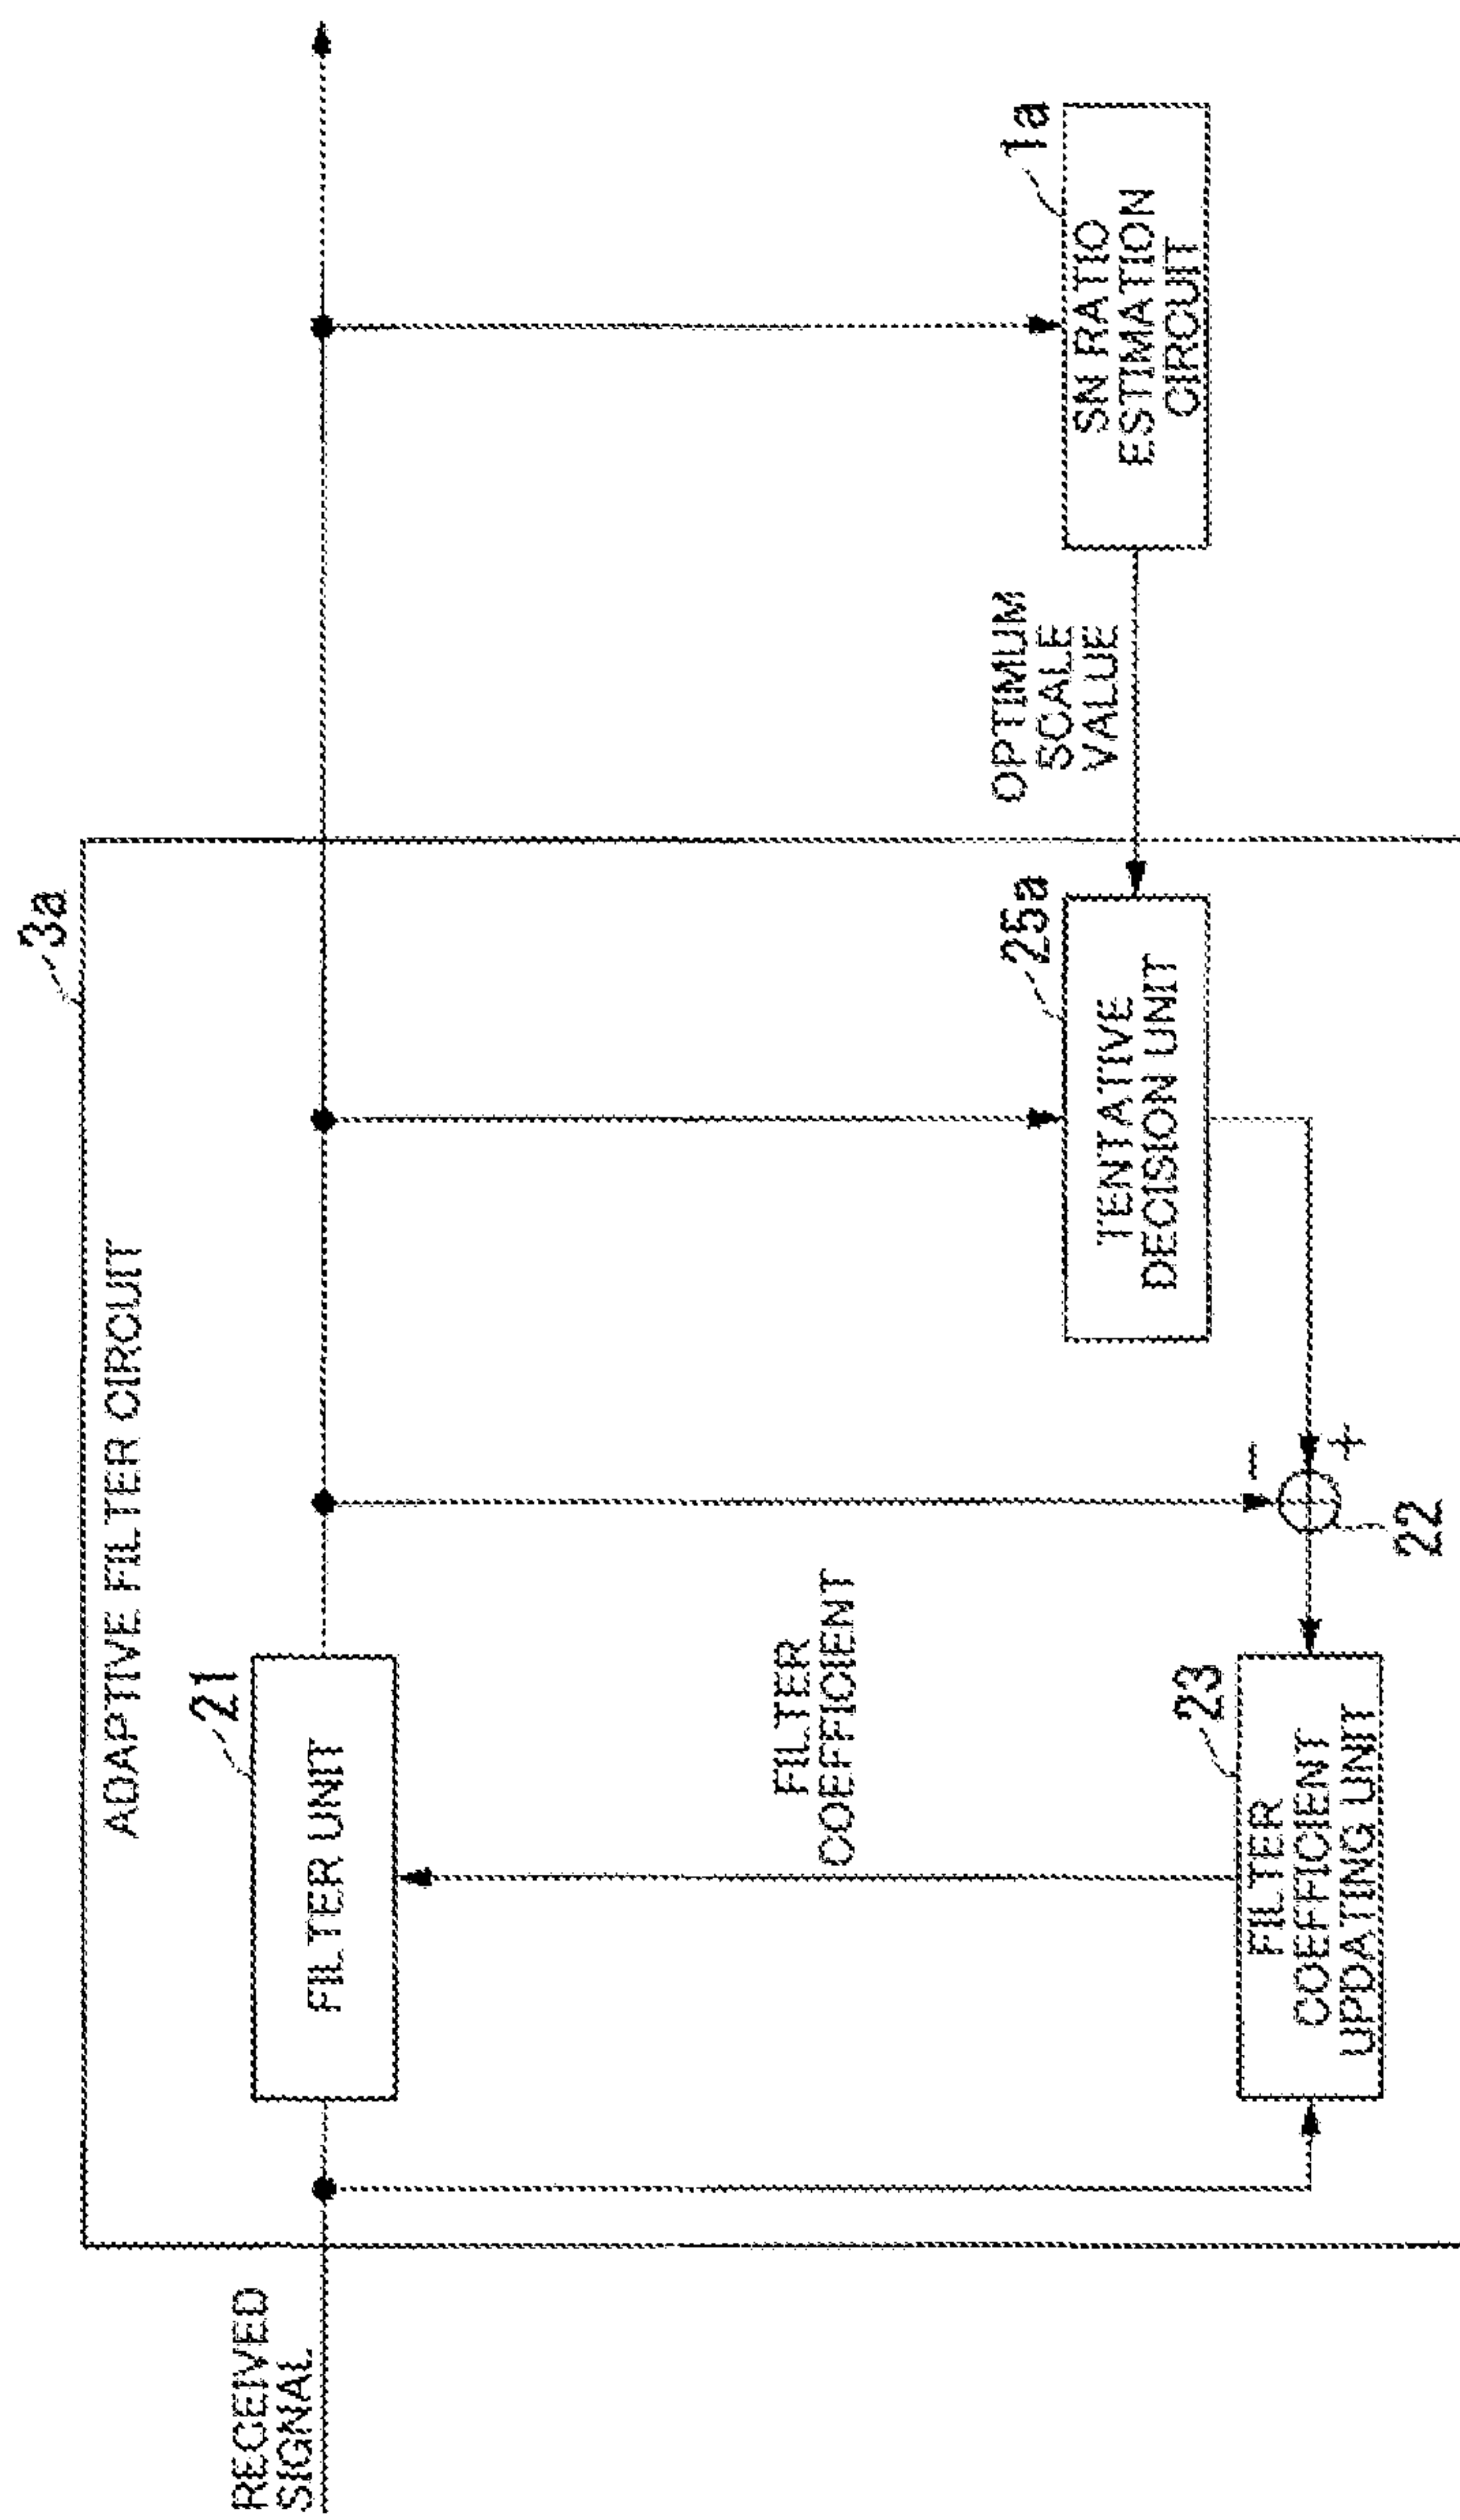 3a
ADAPTIVE FILTER CIRCUIT
RECEIVED
SIGNAL
21
FILTER UNIT
FILTER
COEFFICIENT
23
FILTER
COEFFICIENT
UPDATING UNIT
−
+
22
25a
TENTATIVE
DECISION UNIT
OPTIMUM
SCALE
VALUE
1a
SN RATIO
ESTIMATION
CIRCUIT